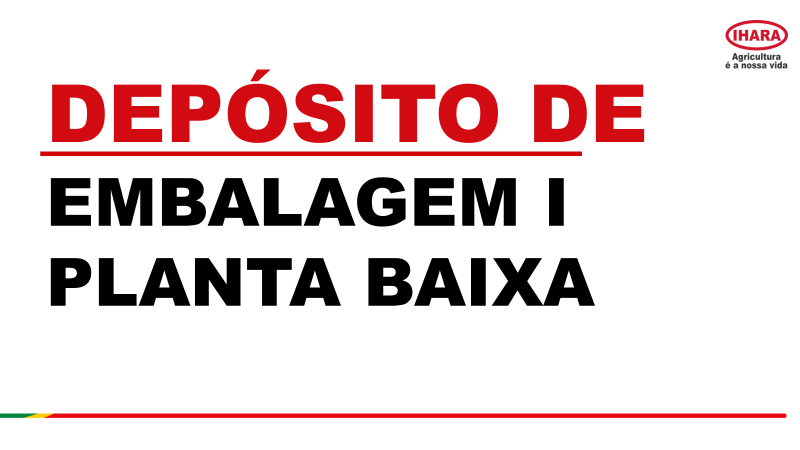 IHARA
Agricultura
é a nossa vida
DEPÓSITO DE
EMBALAGEM I
PLANTA BAIXA